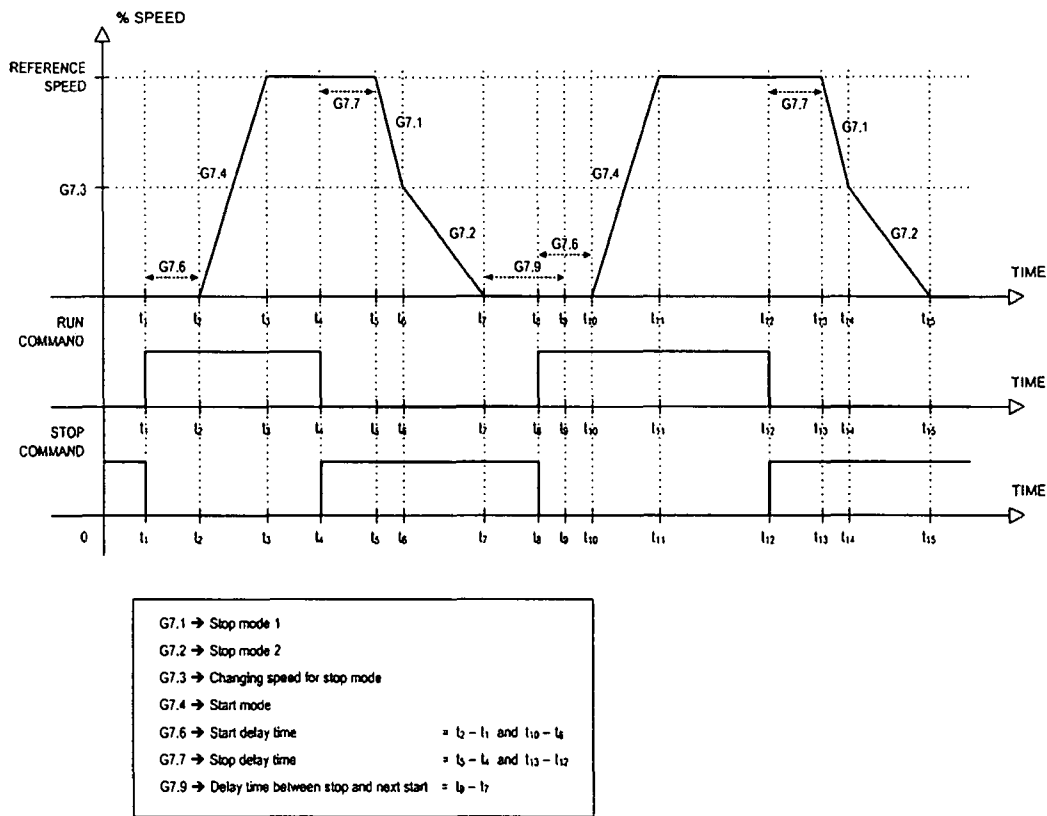 % SPEED
REFERENCE
SPEED
G7.7
G7.1
G7.7
G7.1
G7.4
G7.4
G7.3
G7.2
G7.2
G7.6
G7.6
G7.9
TIME
t₁ t₂ t₃ t₄ t₅ t₆ t₇ t₈ t₉ t₁₀ t₁₁ t₁₂ t₁₃ t₁₄ t₁₅
RUN
COMMAND
TIME
t₁ t₂ t₃ t₄ t₅ t₆ t₇ t₈ t₉ t₁₀ t₁₁ t₁₂ t₁₃ t₁₄ t₁₅
STOP
COMMAND
TIME
0 t₁ t₂ t₃ t₄ t₅ t₆ t₇ t₈ t₉ t₁₀ t₁₁ t₁₂ t₁₃ t₁₄ t₁₅
G7.1 → Stop mode 1
G7.2 → Stop mode 2
G7.3 → Changing speed for stop mode
G7.4 → Start mode
G7.6 → Start delay time = t₂ – t₁ and t₁₀ – t₈
G7.7 → Stop delay time = t₅ – t₄ and t₁₃ – t₁₂
G7.9 → Delay time between stop and next start = t₉ – t₇